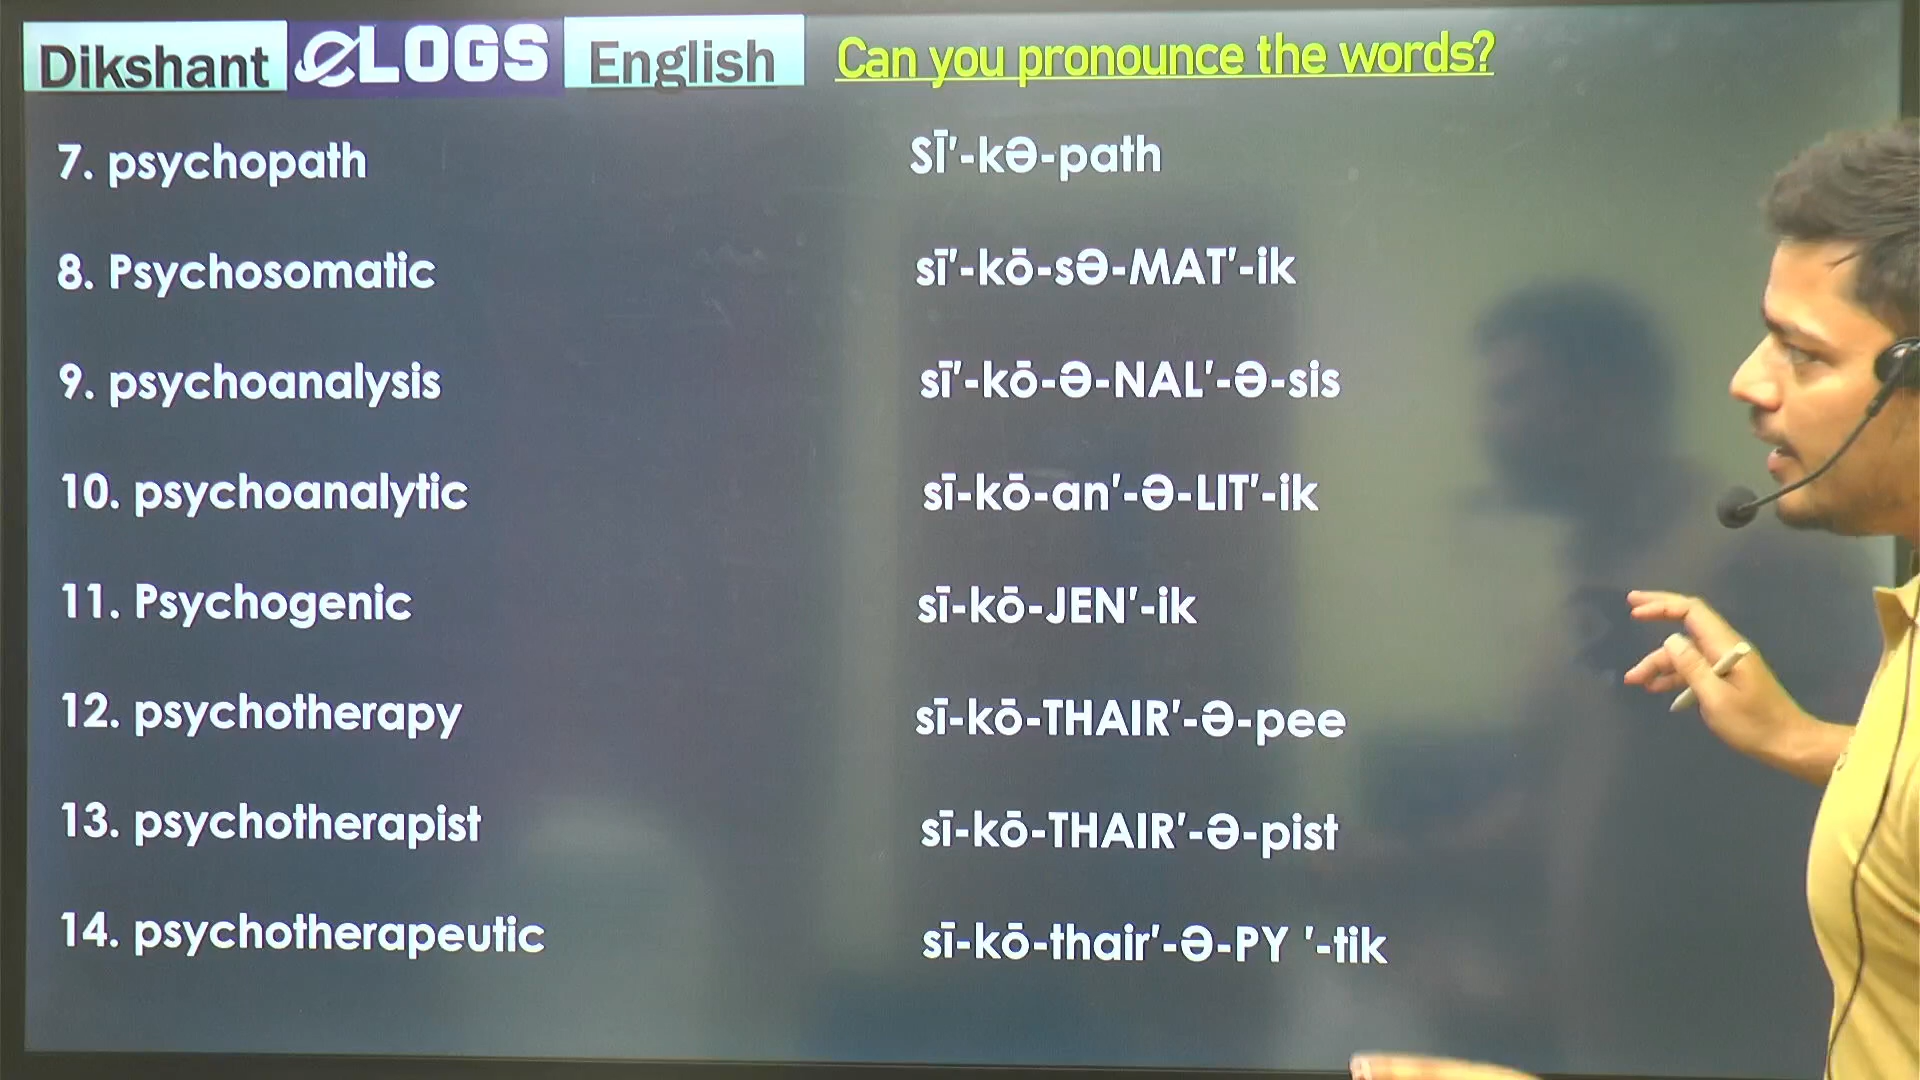 Dikshant eLOGS English Can you pronounce the words?
7. psychopath SĪ′-kƏ-path
8. Psychosomatic sī′-kō-sƏ-MAT′-ik
9. psychoanalysis sī′-kō-Ə-NAL′-Ə-sis
10. psychoanalytic sī-kō-an′-Ə-LIT′-ik
11. Psychogenic sī-kō-JEN′-ik
12. psychotherapy sī-kō-THAIR′-Ə-pee
13. psychotherapist sī-kō-THAIR′-Ə-pist
14. psychotherapeutic sī-kō-thair′-Ə-PY ′-tik